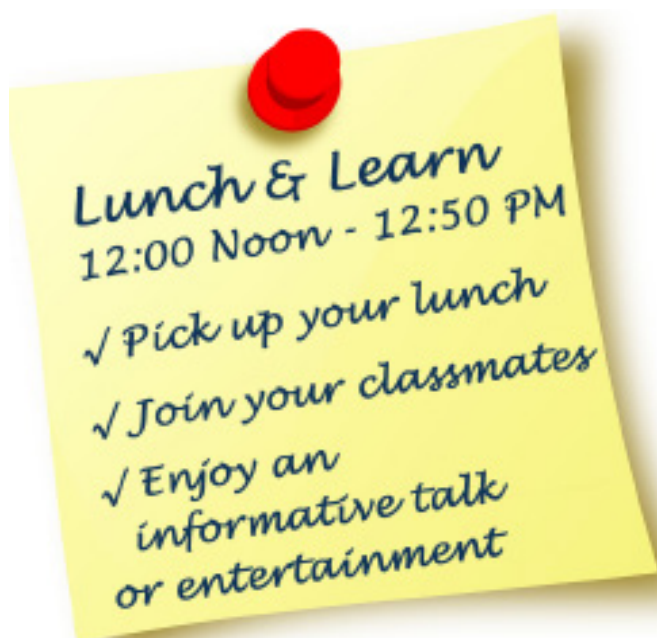 Lunch & Learn
12:00 Noon - 12:50 PM
√ Pick up your lunch
√ Join your classmates
√ Enjoy an
informative talk
or entertainment